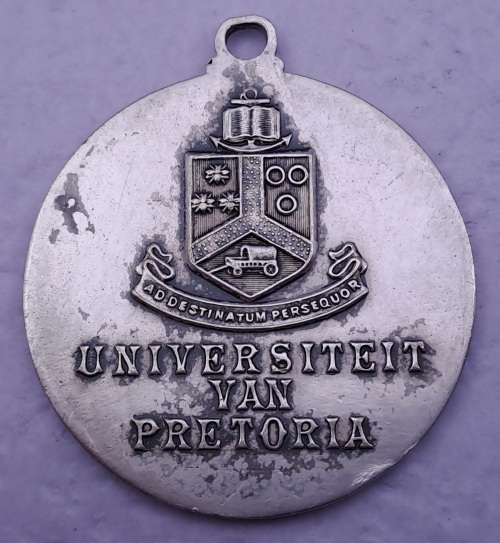 AD DESTINATUM PERSEQUOR
UNIVERSITEIT
VAN
PRETORIA